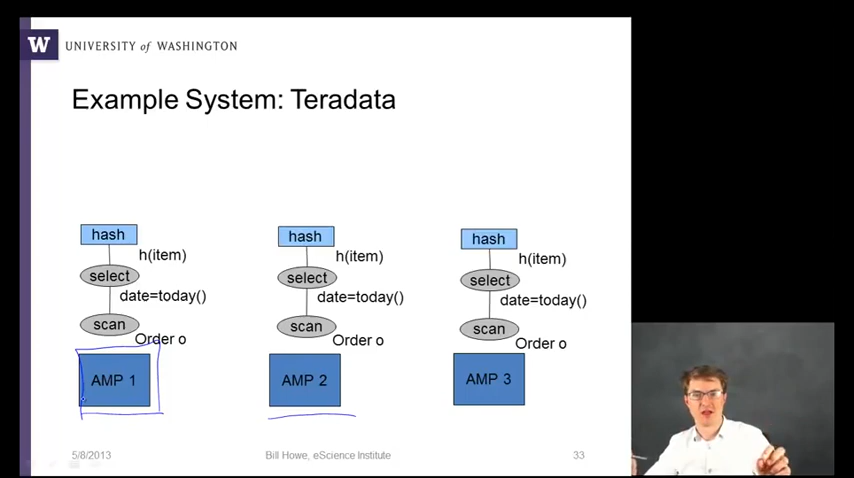 W UNIVERSITY of WASHINGTON
Example System: Teradata
hash hash hash
h(item) h(item) h(item)
select select select
date=today() date=today() date=today()
scan scan scan
Order o Order o Order o
AMP 1 AMP 2 AMP 3
5/8/2013 Bill Howe, eScience Institute 33